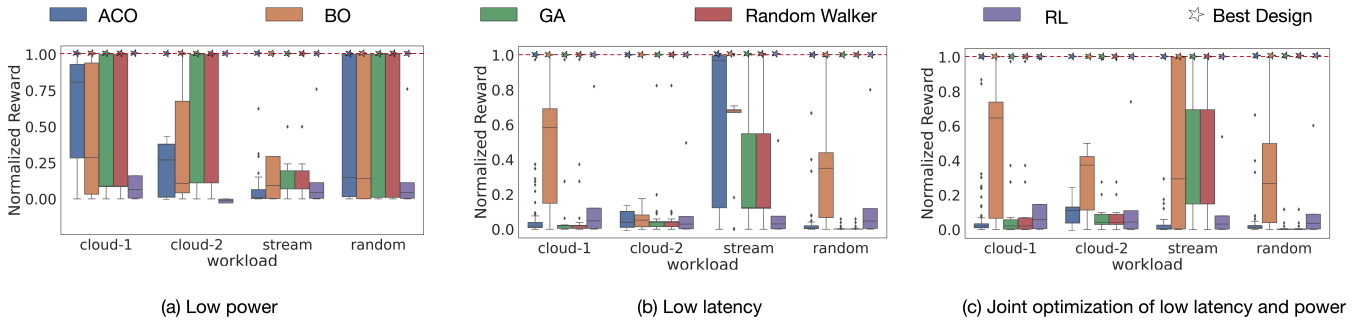 ACO BO GA Random Walker RL Best Design
Normalized Reward
1.00
0.75
0.50
0.25
0.00
cloud-1 cloud-2 stream random
workload
(a) Low power
Normalized Reward
1.0
0.8
0.6
0.4
0.2
0.0
cloud-1 cloud-2 stream random
workload
(b) Low latency
Normalized Reward
1.0
0.8
0.6
0.4
0.2
0.0
cloud-1 cloud-2 stream random
workload
(c) Joint optimization of low latency and power